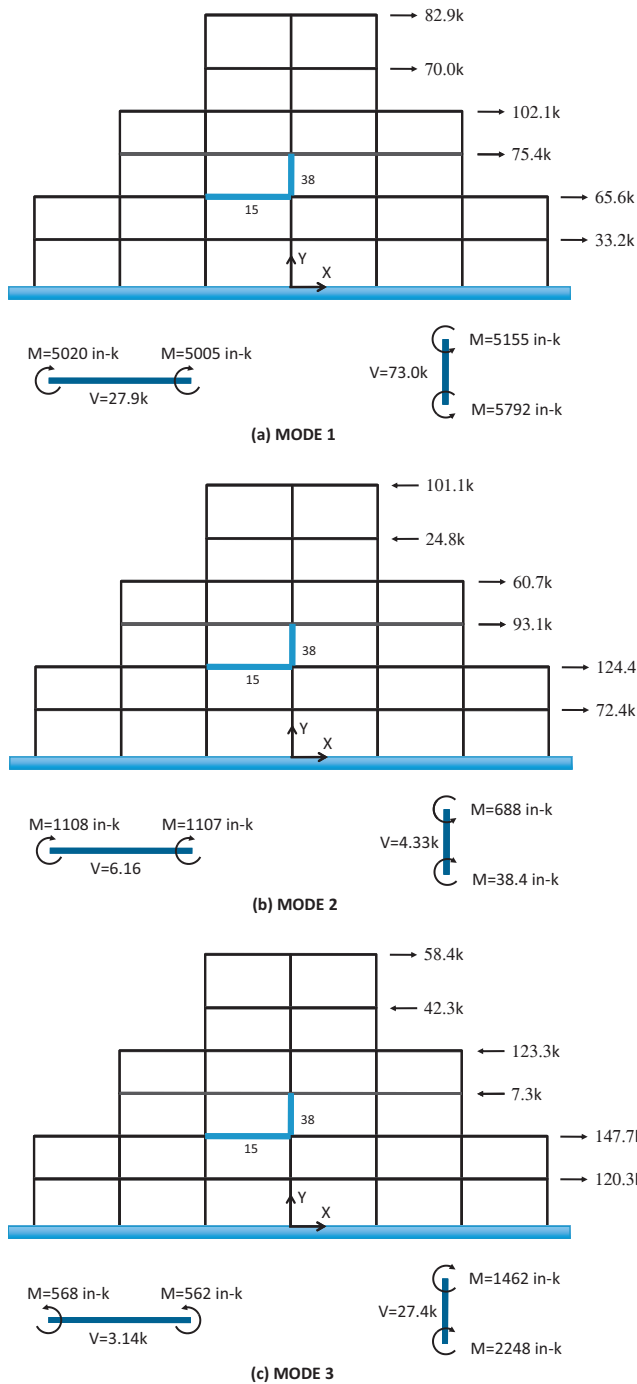 82.9k
70.0k
102.1k
75.4k
38
65.6k
15
33.2k
Y
X
M=5020 in-k M=5005 in-k
V=27.9k
M=5155 in-k
V=73.0k
M=5792 in-k
(a) MODE 1
101.1k
24.8k
60.7k
93.1k
38
124.4
15
72.4k
Y
X
M=1108 in-k M=1107 in-k
V=6.16
M=688 in-k
V=4.33k
M=38.4 in-k
(b) MODE 2
58.4k
42.3k
123.3k
7.3k
38
147.7k
15
120.3k
Y
X
M=568 in-k M=562 in-k
V=3.14k
M=1462 in-k
V=27.4k
M=2248 in-k
(c) MODE 3